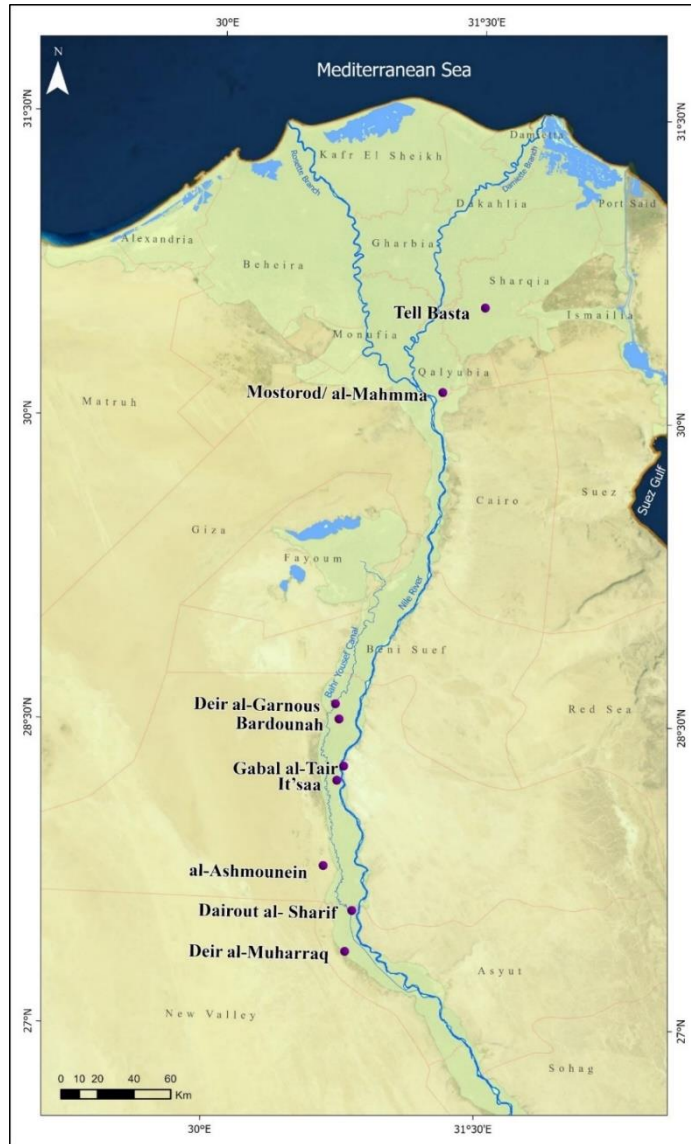 30°E
31°30'E
N
Mediterranean Sea
31°30'N
31°30'N
Damietta
Rosette Branch
Kafr El Sheikh
Damiette Branch
Dakahlia
Port Said
Alexandria
Gharbia
Beheira
Sharqia
Tell Basta
Ismailia
Monufia
Qalyubia
Mostorod/ al-Mahmma
Matruh
30°N
30°N
Suez Gulf
Cairo
Suez
Giza
Fayoum
Nile River
Beni Suef
Bahr Yousef Canal
Deir al-Garnous
Bardounah
28°30'N
28°30'N
Red Sea
Gabal al-Tair
It'saa
al-Ashmounein
Dairout al- Sharif
Deir al-Muharraq
Asyut
New Valley
27°N
27°N
Sohag
0 10 20 40 60
Km
30°E
31°30'E